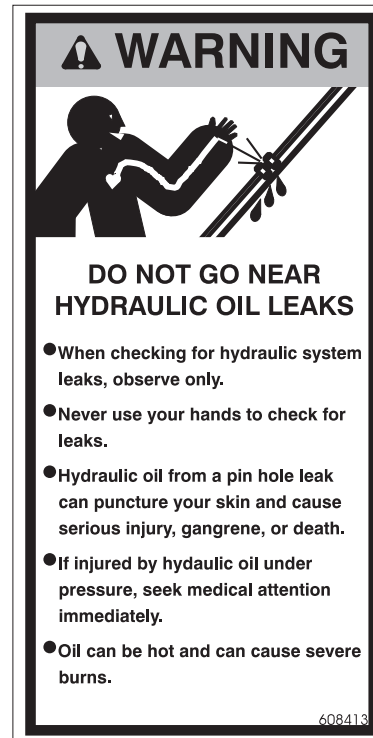 WARNING
DO NOT GO NEAR
HYDRAULIC OIL LEAKS
●When checking for hydraulic system
leaks, observe only.
●Never use your hands to check for
leaks.
●Hydraulic oil from a pin hole leak
can puncture your skin and cause
serious injury, gangrene, or death.
●If injured by hydaulic oil under
pressure, seek medical attention
immediately.
●Oil can be hot and can cause severe
burns.
608413